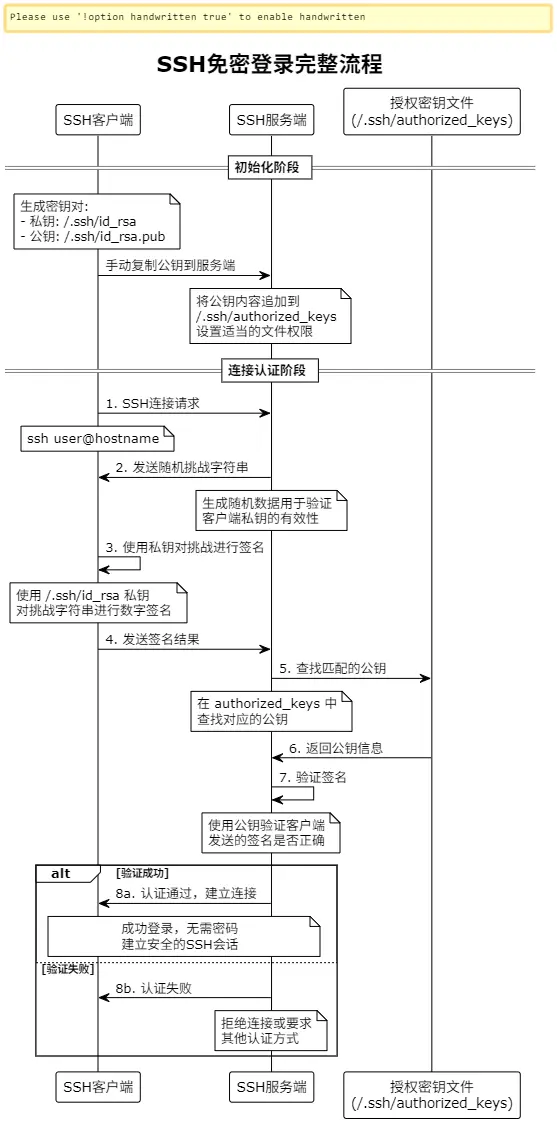 Please use '!option handwritten true' to enable handwritten
SSH免密登录完整流程
SSH客户端
SSH服务端
授权密钥文件
(/.ssh/authorized_keys)
初始化阶段
生成密钥对:
- 私钥: /.ssh/id_rsa
- 公钥: /.ssh/id_rsa.pub
手动复制公钥到服务端
将公钥内容追加到
/.ssh/authorized_keys
设置适当的文件权限
连接认证阶段
1. SSH连接请求
ssh user@hostname
2. 发送随机挑战字符串
生成随机数据用于验证
客户端私钥的有效性
3. 使用私钥对挑战进行签名
使用 /.ssh/id_rsa 私钥
对挑战字符串进行数字签名
4. 发送签名结果
5. 查找匹配的公钥
在 authorized_keys 中
查找对应的公钥
6. 返回公钥信息
7. 验证签名
使用公钥验证客户端
发送的签名是否正确
alt [验证成功]
8a. 认证通过，建立连接
成功登录，无需密码
建立安全的SSH会话
[验证失败]
8b. 认证失败
拒绝连接或要求
其他认证方式
SSH客户端
SSH服务端
授权密钥文件
(/.ssh/authorized_keys)